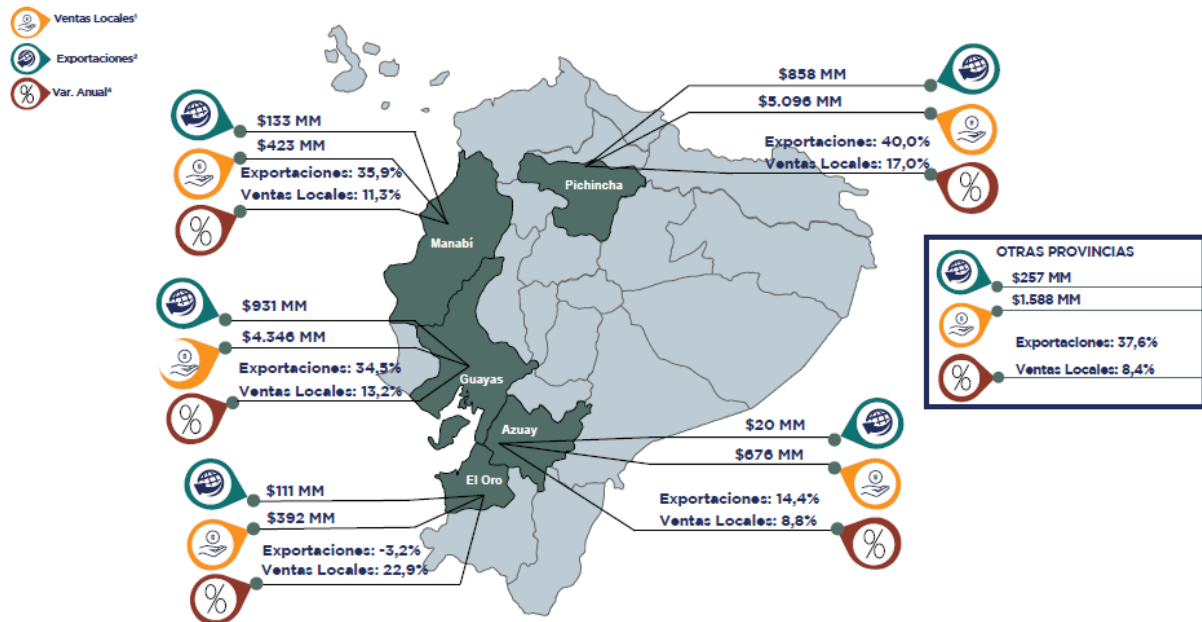 Ventas Locales¹
Exportaciones²
Var. Anual⁴
$133 MM
$423 MM
Exportaciones: 35,9%
Ventas Locales: 11,3%
Manabí
$858 MM
$5.096 MM
Exportaciones: 40,0%
Ventas Locales: 17,0%
Pichincha
$931 MM
$4.346 MM
Exportaciones: 34,5%
Ventas Locales: 13,2%
Guayas
OTRAS PROVINCIAS
$257 MM
$1.588 MM
Exportaciones: 37,6%
Ventas Locales: 8,4%
Azuay
$20 MM
$676 MM
Exportaciones: 14,4%
Ventas Locales: 8,8%
El Oro
$111 MM
$392 MM
Exportaciones: -3,2%
Ventas Locales: 22,9%